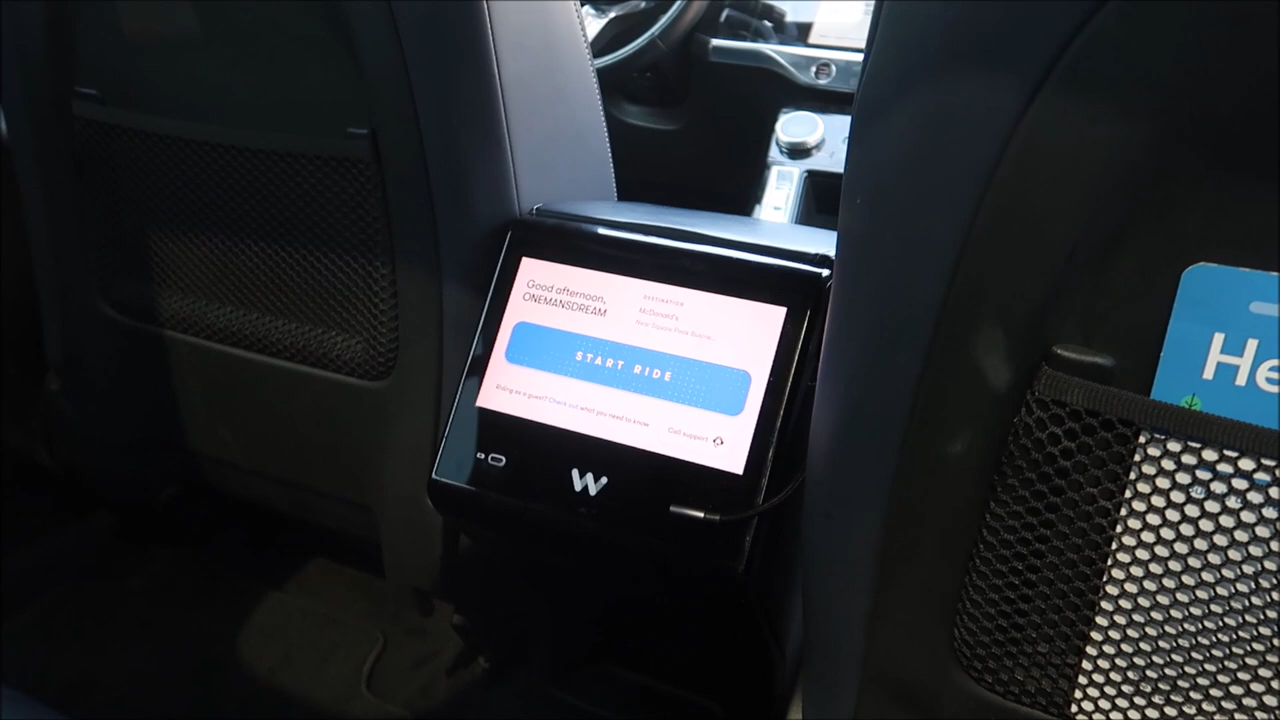 Good afternoon,
ONEMANSDREAM
DESTINATION
McDonald's
START RIDE
Riding as a guest? Check out what you need to know
Call support
W
He